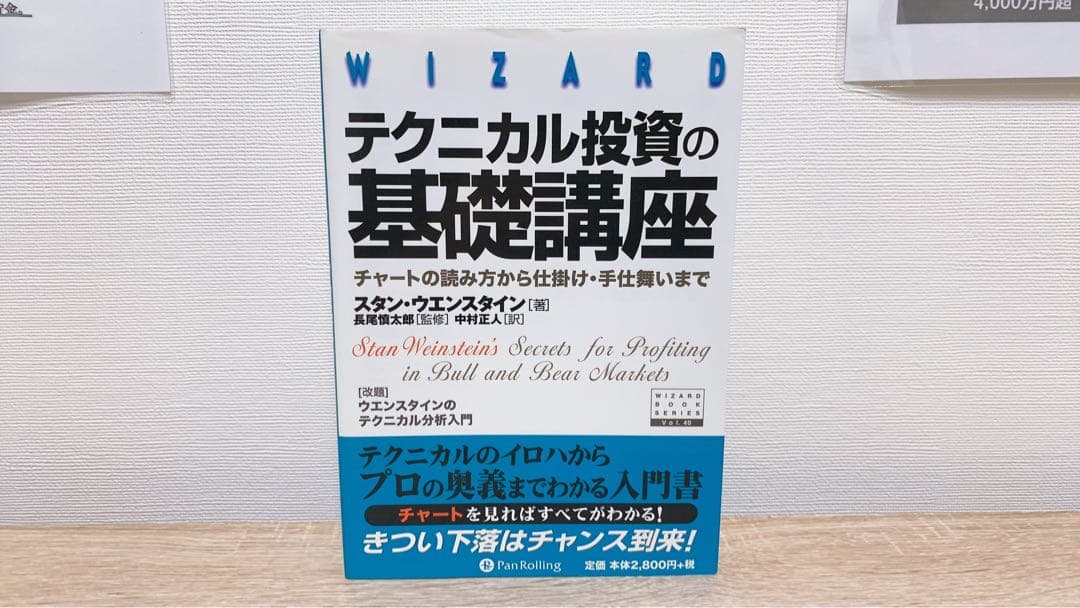 貯金。
4,000万円超
WIZARD
テクニカル投資の
基礎講座
チャートの読み方から仕掛け・手仕舞いまで
スタン・ウエンスタイン[著]
長尾慎太郎[監修] 中村正人[訳]
Stan Weinstein's Secrets for Profiting
in Bull and Bear Markets
[改題]
ウエンスタインの
テクニカル分析入門
WIZARD
BOOK
SERIES
Vol. 40
テクニカルのイロハから
プロの奥義までわかる入門書
チャートを見ればすべてがわかる!
きつい下落はチャンス到来!
PanRolling
定価 本体2,800円+税